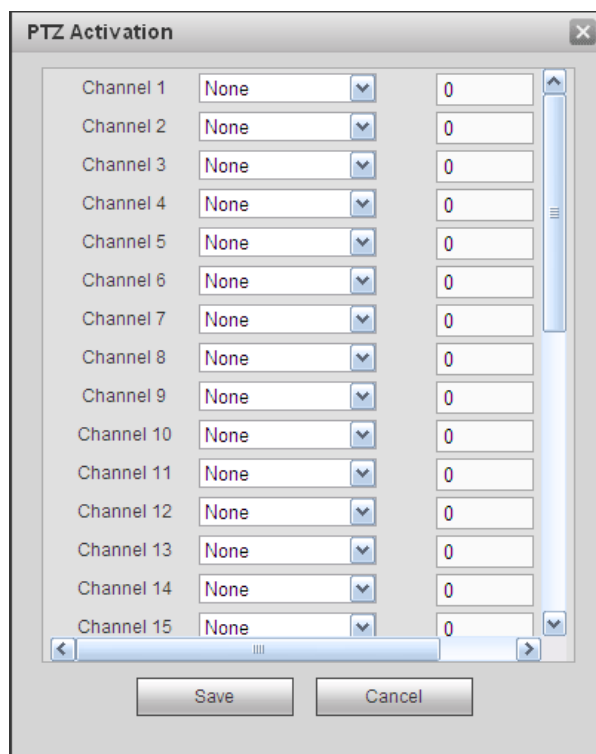 PTZ Activation
Channel 1 None 0
Channel 2 None 0
Channel 3 None 0
Channel 4 None 0
Channel 5 None 0
Channel 6 None 0
Channel 7 None 0
Channel 8 None 0
Channel 9 None 0
Channel 10 None 0
Channel 11 None 0
Channel 12 None 0
Channel 13 None 0
Channel 14 None 0
Channel 15 None 0
Save Cancel